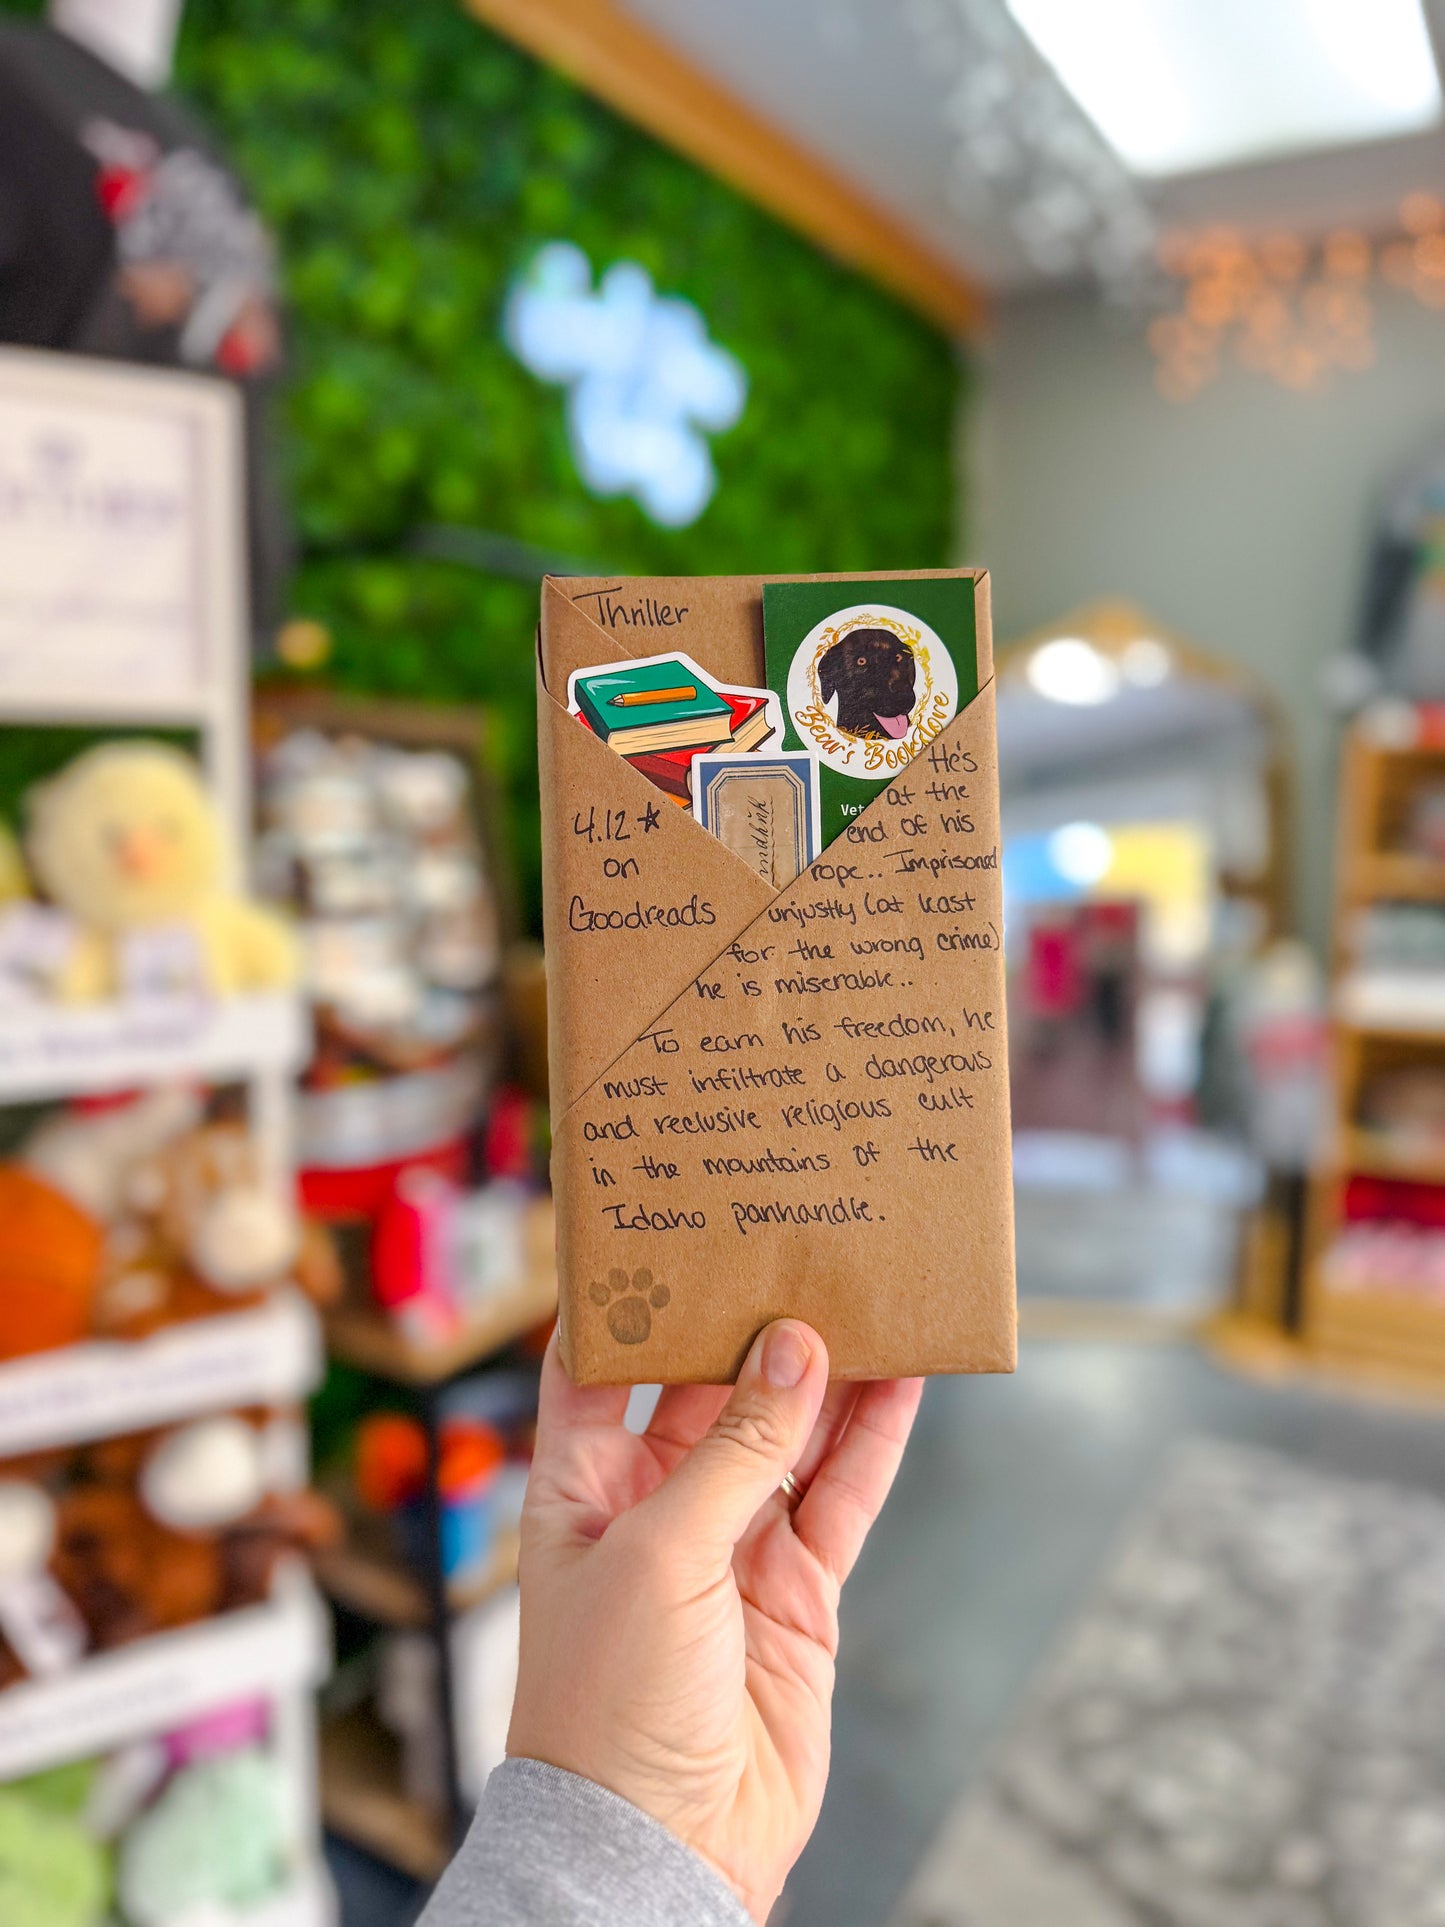 Thriller
Bear's Bookstore
Vet
4.12 ★
on
Goodreads
He's
at the
end of his
rope.. Imprisoned
unjustly (at least
for the wrong crime)
he is miserable..
To earn his freedom, he
must infiltrate a dangerous
and reclusive religious cult
in the mountains of the
Idaho panhandle.